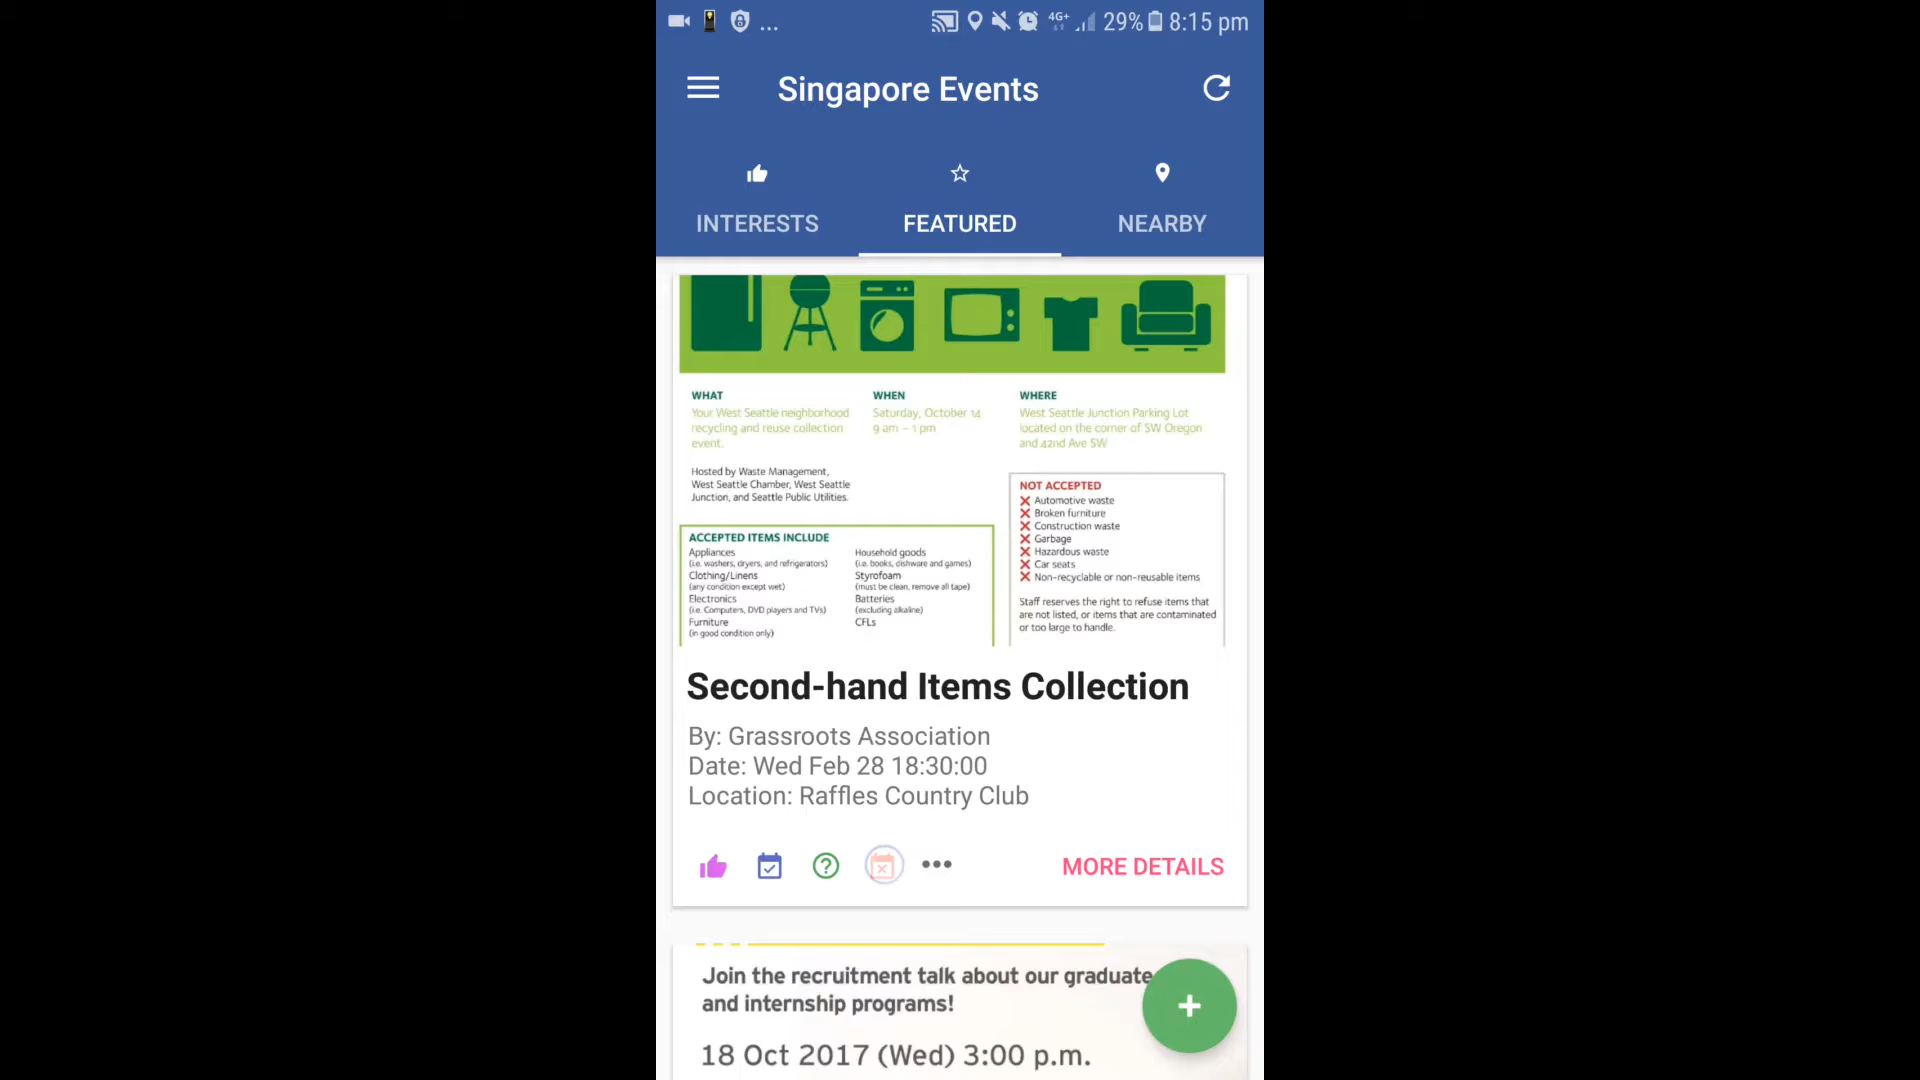 ... 4G+ 29% 8:15 pm
Singapore Events
INTERESTS FEATURED NEARBY
WHAT WHEN WHERE
Your West Seattle neighborhood Saturday, October 14 West Seattle Junction Parking Lot
recycling and reuse collection 9 am – 1 pm located on the corner of SW Oregon
event. and 42nd Ave SW
Hosted by Waste Management,
West Seattle Chamber, West Seattle
Junction, and Seattle Public Utilities.
NOT ACCEPTED
Automotive waste
Broken furniture
Construction waste
Garbage
Hazardous waste
Car seats
Non-recyclable or non-reusable items
Staff reserves the right to refuse items that
are not listed, or items that are contaminated
or too large to handle.
ACCEPTED ITEMS INCLUDE
Appliances
(i.e. washers, dryers, and refrigerators)
Clothing/Linens
(any condition except wet)
Electronics
(i.e. Computers, DVD players and TVs)
Furniture
(in good condition only)
Household goods
(i.e. books, dishware and games)
Styrofoam
(must be clean, remove all tape)
Batteries
(excluding alkaline)
CFLs
Second-hand Items Collection
By: Grassroots Association
Date: Wed Feb 28 18:30:00
Location: Raffles Country Club
MORE DETAILS
Join the recruitment talk about our graduate
and internship programs!
18 Oct 2017 (Wed) 3:00 p.m.